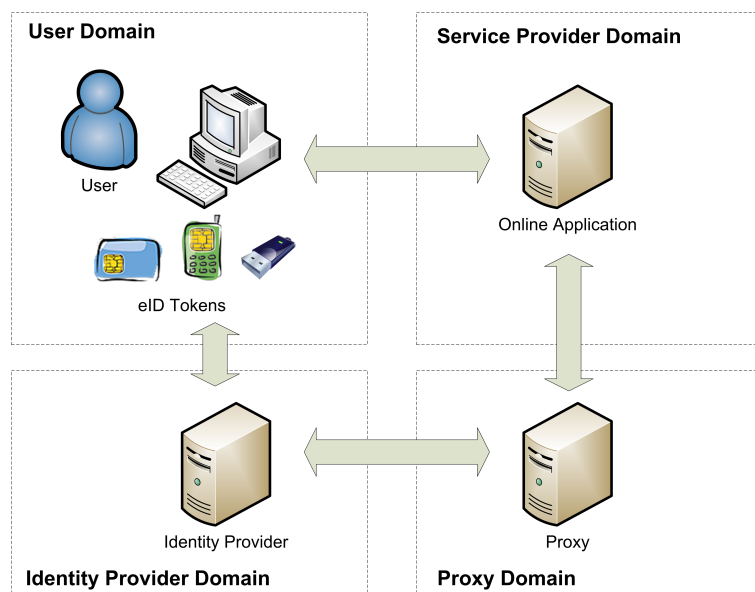 User Domain
Service Provider Domain
User
Online Application
eID Tokens
Identity Provider
Proxy
Identity Provider Domain
Proxy Domain